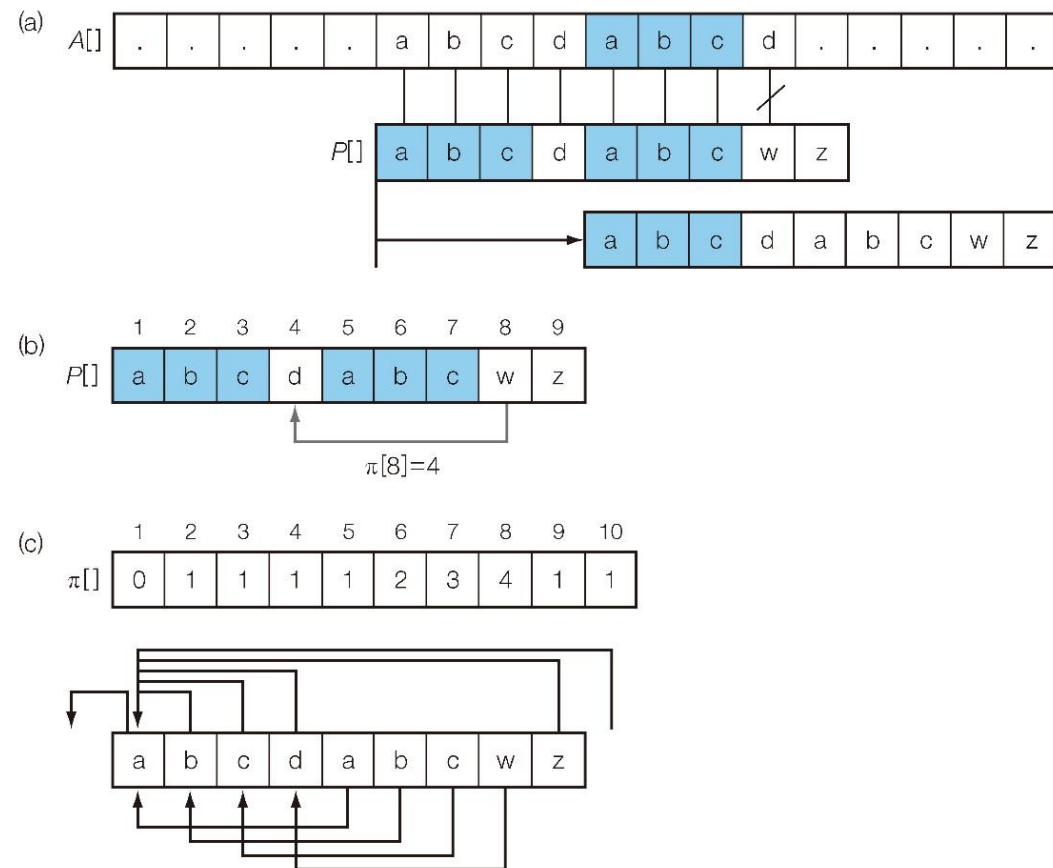 (a)
A[] . . . . . a b c d a b c d . . . . .
P[] a b c d a b c w z
a b c d a b c w z
(b)
1 2 3 4 5 6 7 8 9
P[] a b c d a b c w z
π[8]=4
(c)
1 2 3 4 5 6 7 8 9 10
π[] 0 1 1 1 1 2 3 4 1 1
a b c d a b c w z